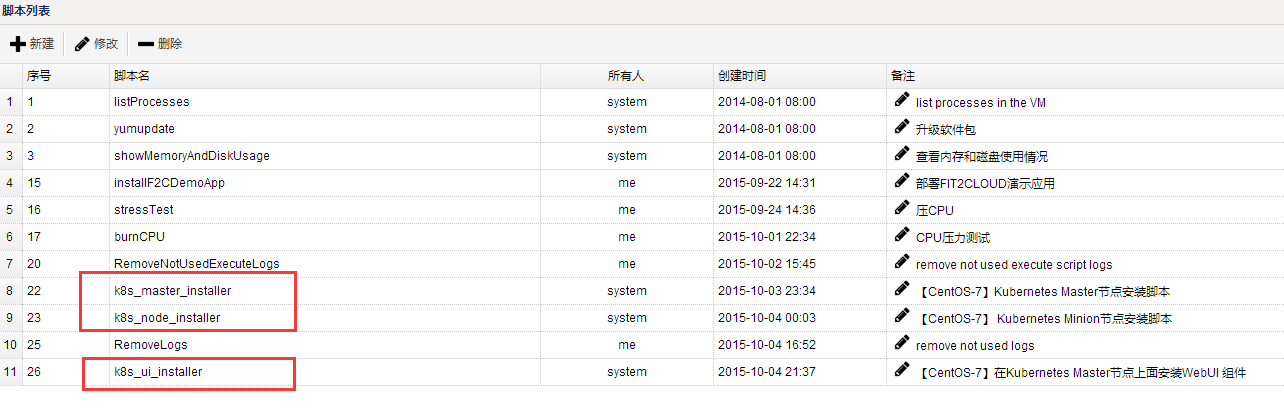 脚本列表
新建 修改 删除
序号 脚本名 所有人 创建时间 备注
1 1 listProcesses system 2014-08-01 08:00 list processes in the VM
2 2 yumupdate system 2014-08-01 08:00 升级软件包
3 3 showMemoryAndDiskUsage system 2014-08-01 08:00 查看内存和磁盘使用情况
4 15 installF2CDemoApp me 2015-09-22 14:31 部署FIT2CLOUD演示应用
5 16 stressTest me 2015-09-24 14:36 压CPU
6 17 burnCPU me 2015-10-01 22:34 CPU压力测试
7 20 RemoveNotUsedExecuteLogs me 2015-10-02 15:45 remove not used execute script logs
8 22 k8s_master_installer system 2015-10-03 23:34 【CentOS-7】Kubernetes Master节点安装脚本
9 23 k8s_node_installer system 2015-10-04 00:03 【CentOS-7】 Kubernetes Minion节点安装脚本
10 25 RemoveLogs me 2015-10-04 16:52 remove not used logs
11 26 k8s_ui_installer system 2015-10-04 21:37 【CentOS-7】在Kubernetes Master节点上面安装WebUI 组件